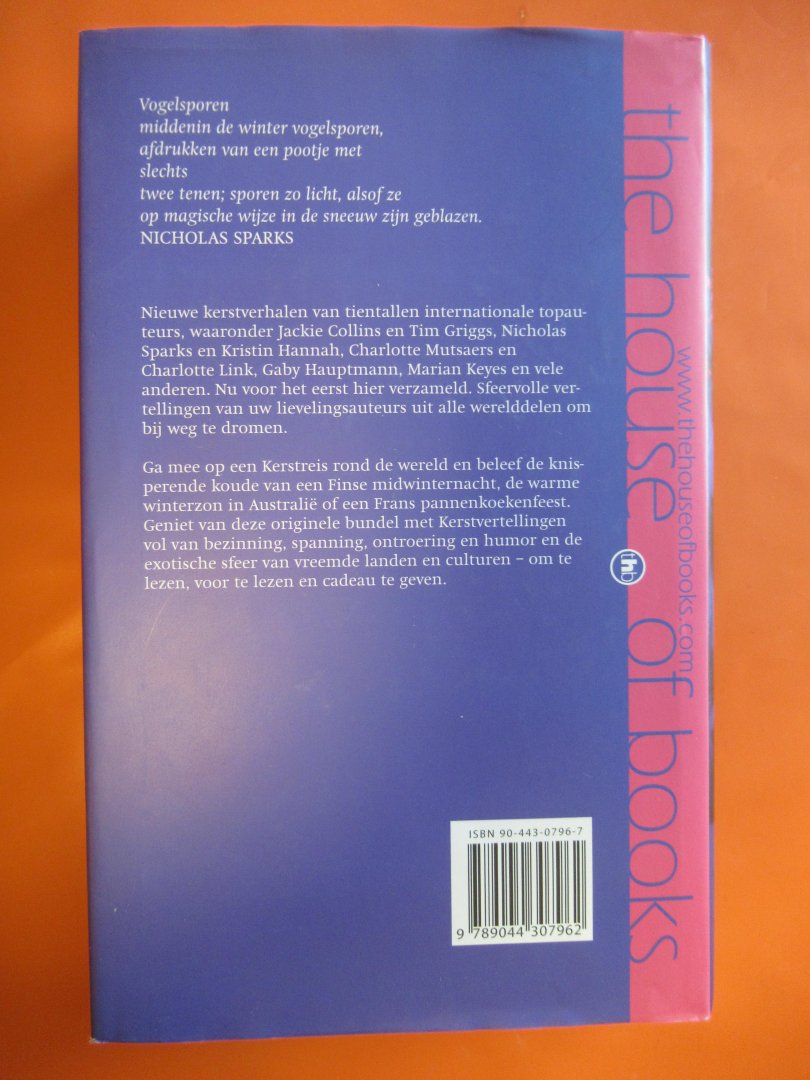 Vogelsporen
middenin de winter vogelsporen,
afdrukken van een pootje met
slechts
twee tenen; sporen zo licht, alsof ze
op magische wijze in de sneeuw zijn geblazen.
NICHOLAS SPARKS
Nieuwe kerstverhalen van tientallen internationale topau-
teurs, waaronder Jackie Collins en Tim Griggs, Nicholas
Sparks en Kristin Hannah, Charlotte Mutsaers en
Charlotte Link, Gaby Hauptmann, Marian Keyes en vele
anderen. Nu voor het eerst hier verzameld. Sfeervolle ver-
tellingen van uw lievelingsauteurs uit alle werelddelen om
bij weg te dromen.
Ga mee op een Kerstreis rond de wereld en beleef de knis-
perende koude van een Finse midwinternacht, de warme
winterzon in Australië of een Frans pannenkoekenfeest.
Geniet van deze originele bundel met Kerstvertellingen
vol van bezinning, spanning, ontroering en humor en de
exotische sfeer van vreemde landen en culturen – om te
lezen, voor te lezen en cadeau te geven.
ISBN 90-443-0796-7
9 789044 307962
the house of books
www.thehouseofbooks.com
thb